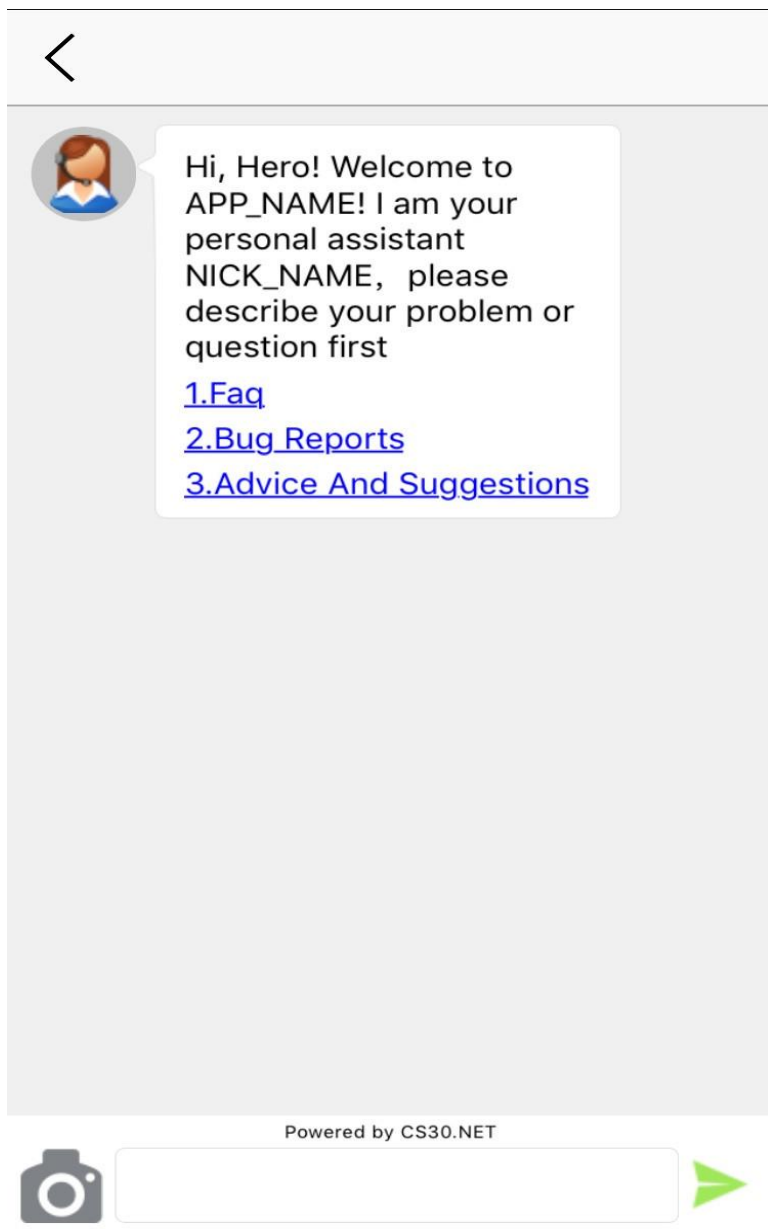 Hi, Hero! Welcome to
APP_NAME! I am your
personal assistant
NICK_NAME， please
describe your problem or
question first
1.Faq
2.Bug Reports
3.Advice And Suggestions
Powered by CS30.NET